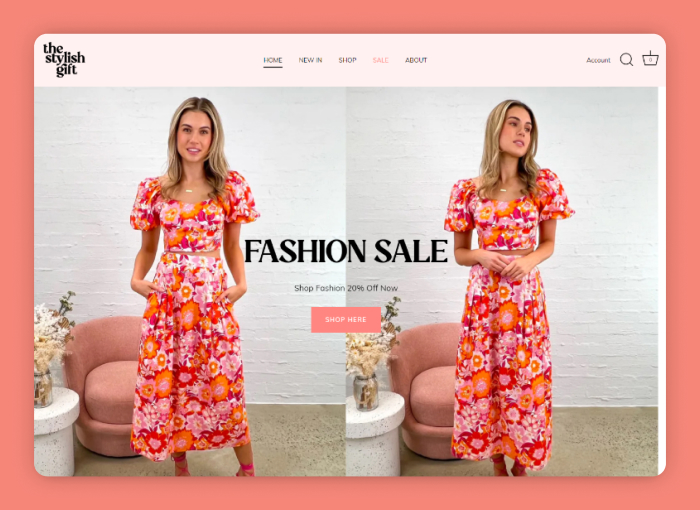 the
stylish
gift
HOME NEW IN SHOP SALE ABOUT
Account 0
FASHION SALE
Shop Fashion 20% Off Now
SHOP HERE